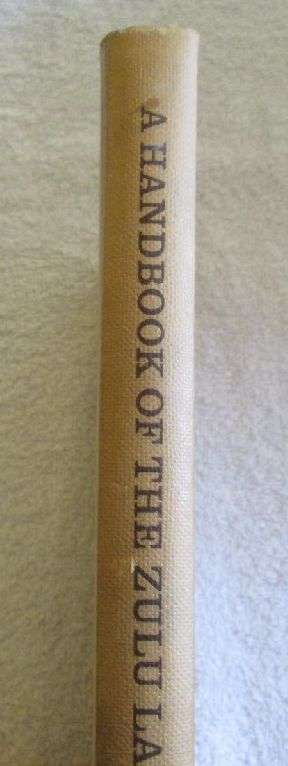 A HANDBOOK OF THE ZULU LA